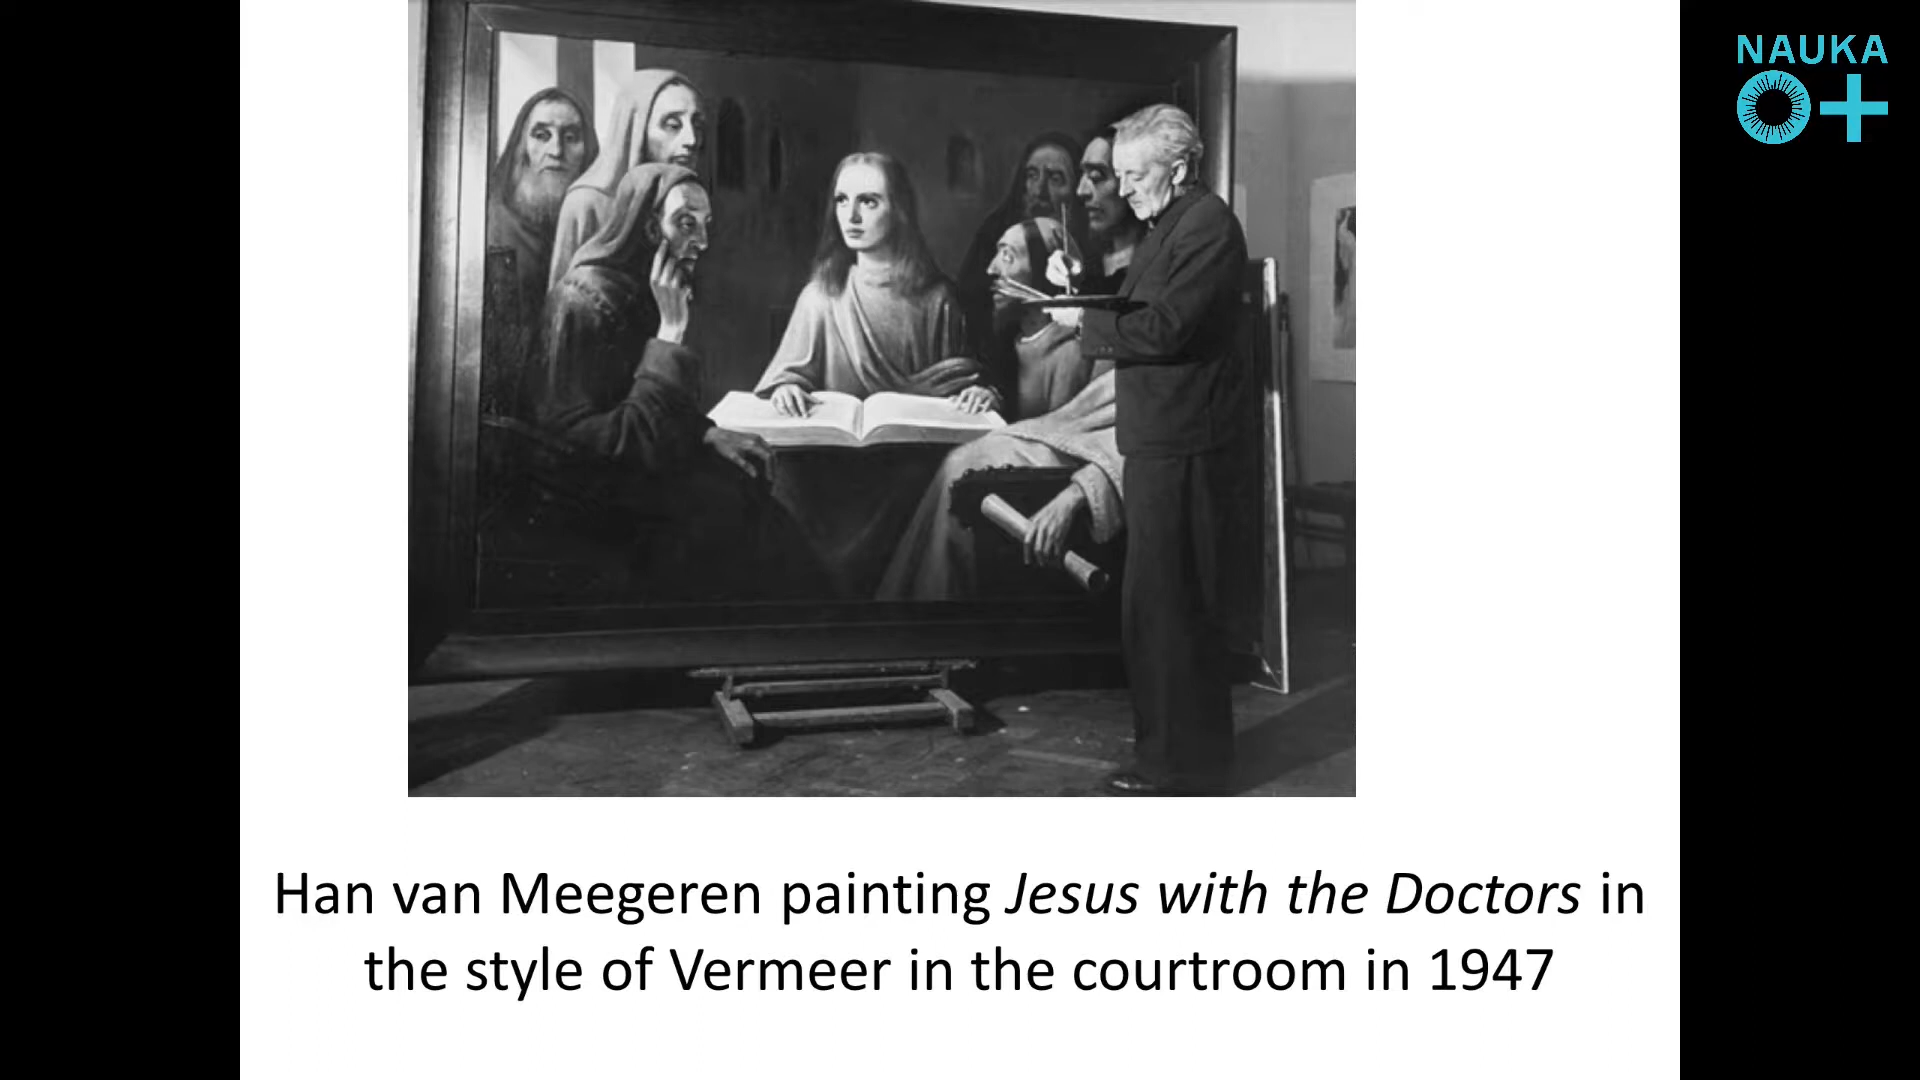 NAUKA
0+
Han van Meegeren painting Jesus with the Doctors in
the style of Vermeer in the courtroom in 1947